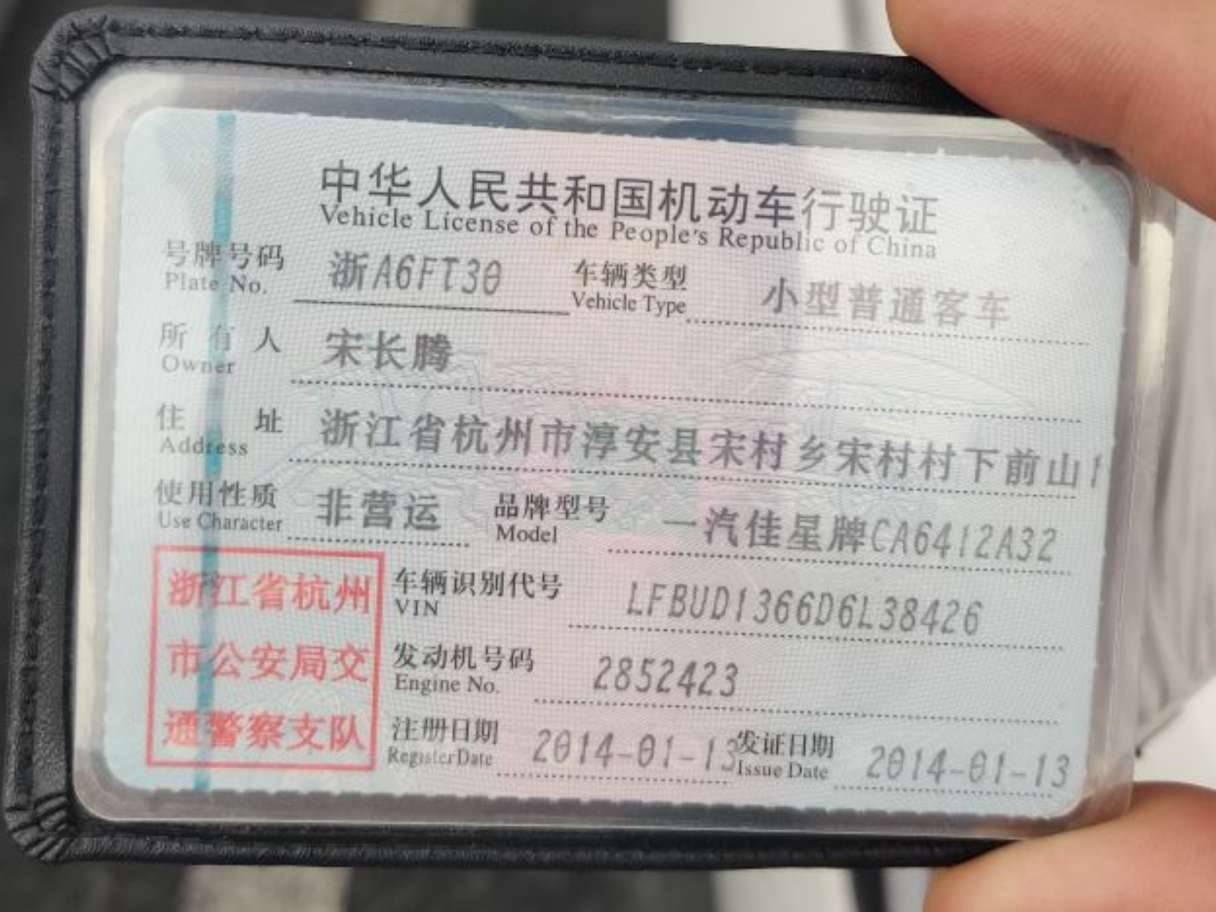 中华人民共和国机动车行驶证
Vehicle License of the People's Republic of China
号牌号码 浙A6FT30 车辆类型 小型普通客车
Plate No. Vehicle Type
所有人 宋长腾
Owner
住址 浙江省杭州市淳安县宋村乡宋村村下前山1
Address
使用性质 非营运 品牌型号 一汽佳星牌CA6412A32
Use Character Model
浙江省杭州
市公安局交
通警察支队
车辆识别代号 LFBUD1366D6L38426
VIN
发动机号码 2852423
Engine No.
注册日期 2014-01-13 发证日期 2014-01-13
Register Date Issue Date